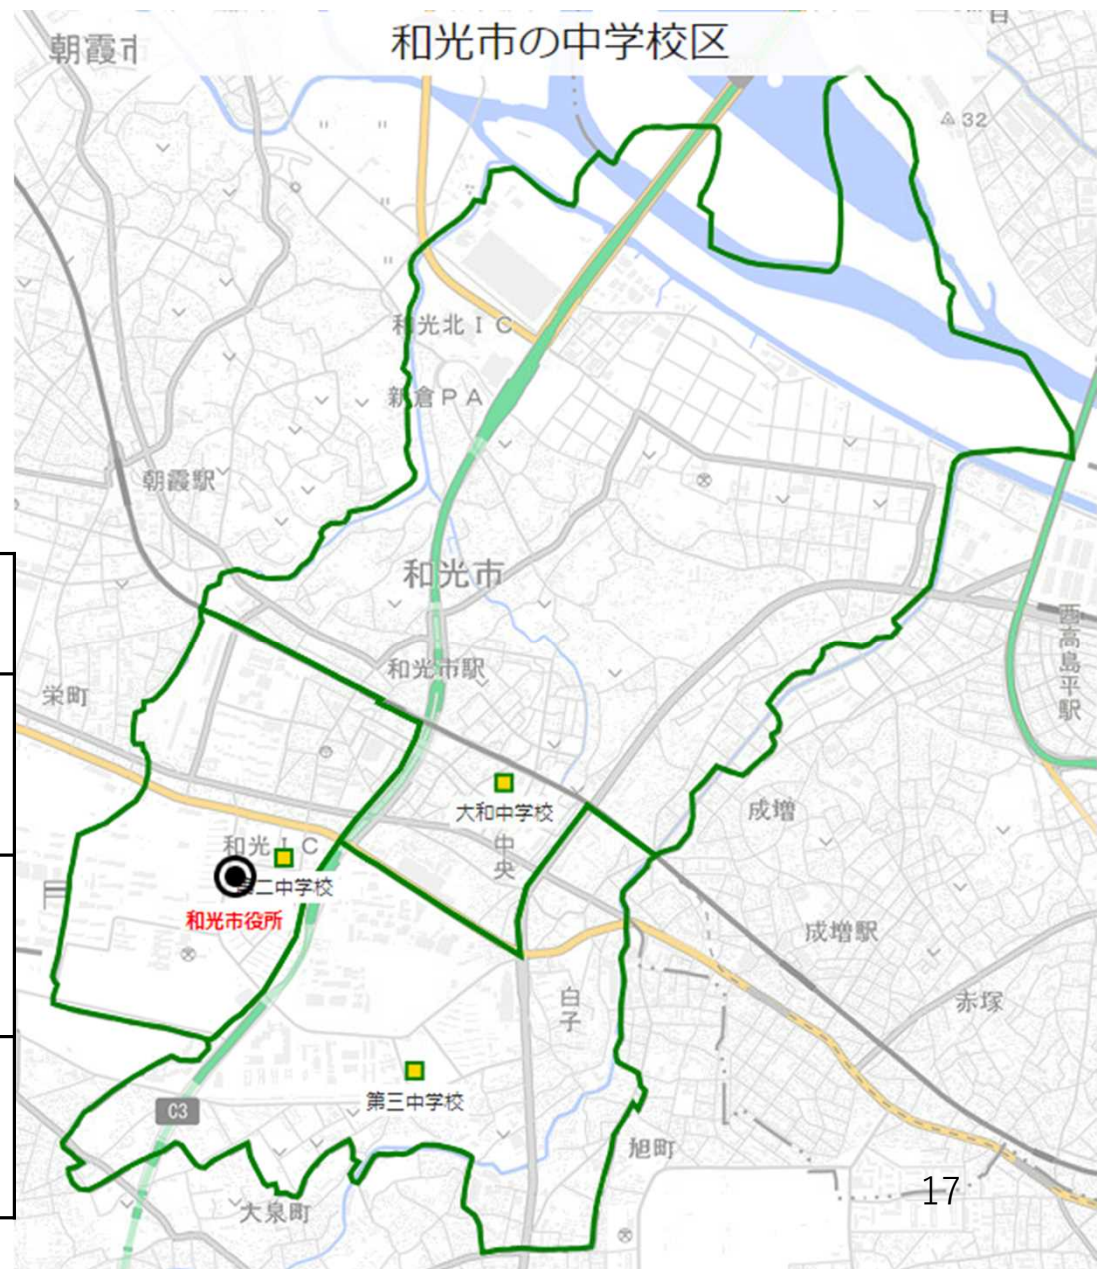 和光市の中学校区
朝霞市
32
和光北IC
新倉PA
朝霞駅
和光市
西高島平駅
和光市駅
栄町
大和中学校
成増
中央
和光IC
二中学校
和光市役所
成増駅
白子
赤塚
第三中学校
C3
旭町
17
大泉町